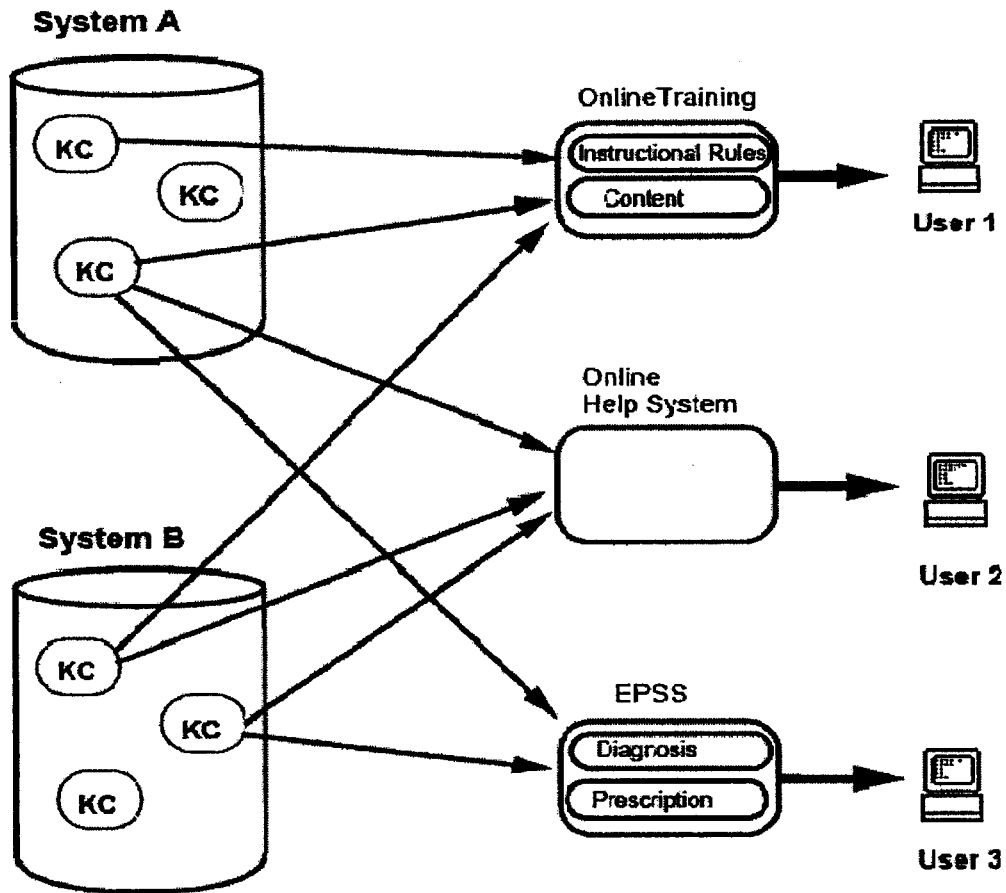 System A
KC
KC
KC
OnlineTraining
Instructional Rules
Content
User 1
Online
Help System
User 2
System B
KC
KC
KC
EPSS
Diagnosis
Prescription
User 3